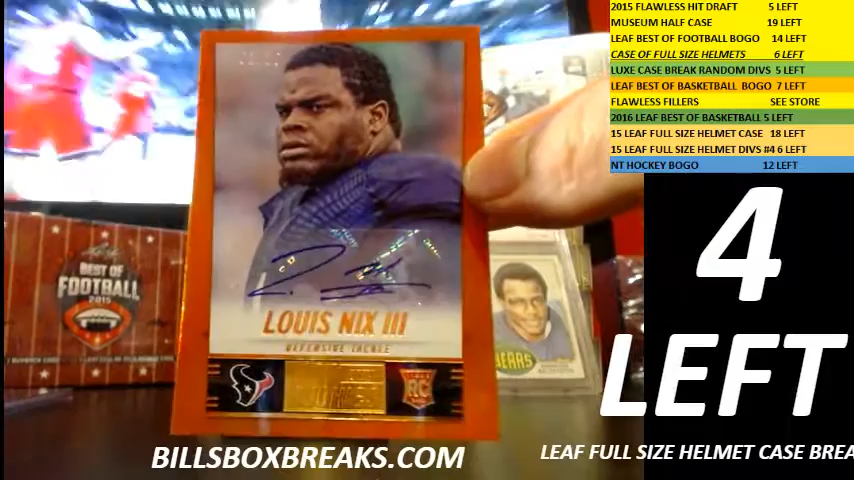 2015 FLAWLESS HIT DRAFT 5 LEFT
MUSEUM HALF CASE 19 LEFT
LEAF BEST OF FOOTBALL BOGO 14 LEFT
CASE OF FULL SIZE HELMETS 6 LEFT
LUXE CASE BREAK RANDOM DIVS 5 LEFT
LEAF BEST OF BASKETBALL BOGO 7 LEFT
FLAWLESS FILLERS SEE STORE
2016 LEAF BEST OF BASKETBALL 5 LEFT
15 LEAF FULL SIZE HELMET CASE 18 LEFT
15 LEAF FULL SIZE HELMET DIVS #4 6 LEFT
NT HOCKEY BOGO 12 LEFT
4
LEFT
LEAF FULL SIZE HELMET CASE BREA
LOUIS NIX III
DEFENSIVE TACKLE
RC
Leaf
BEST OF
FOOTBALL
2015
BEARS
BILLSBOXBREAKS.COM